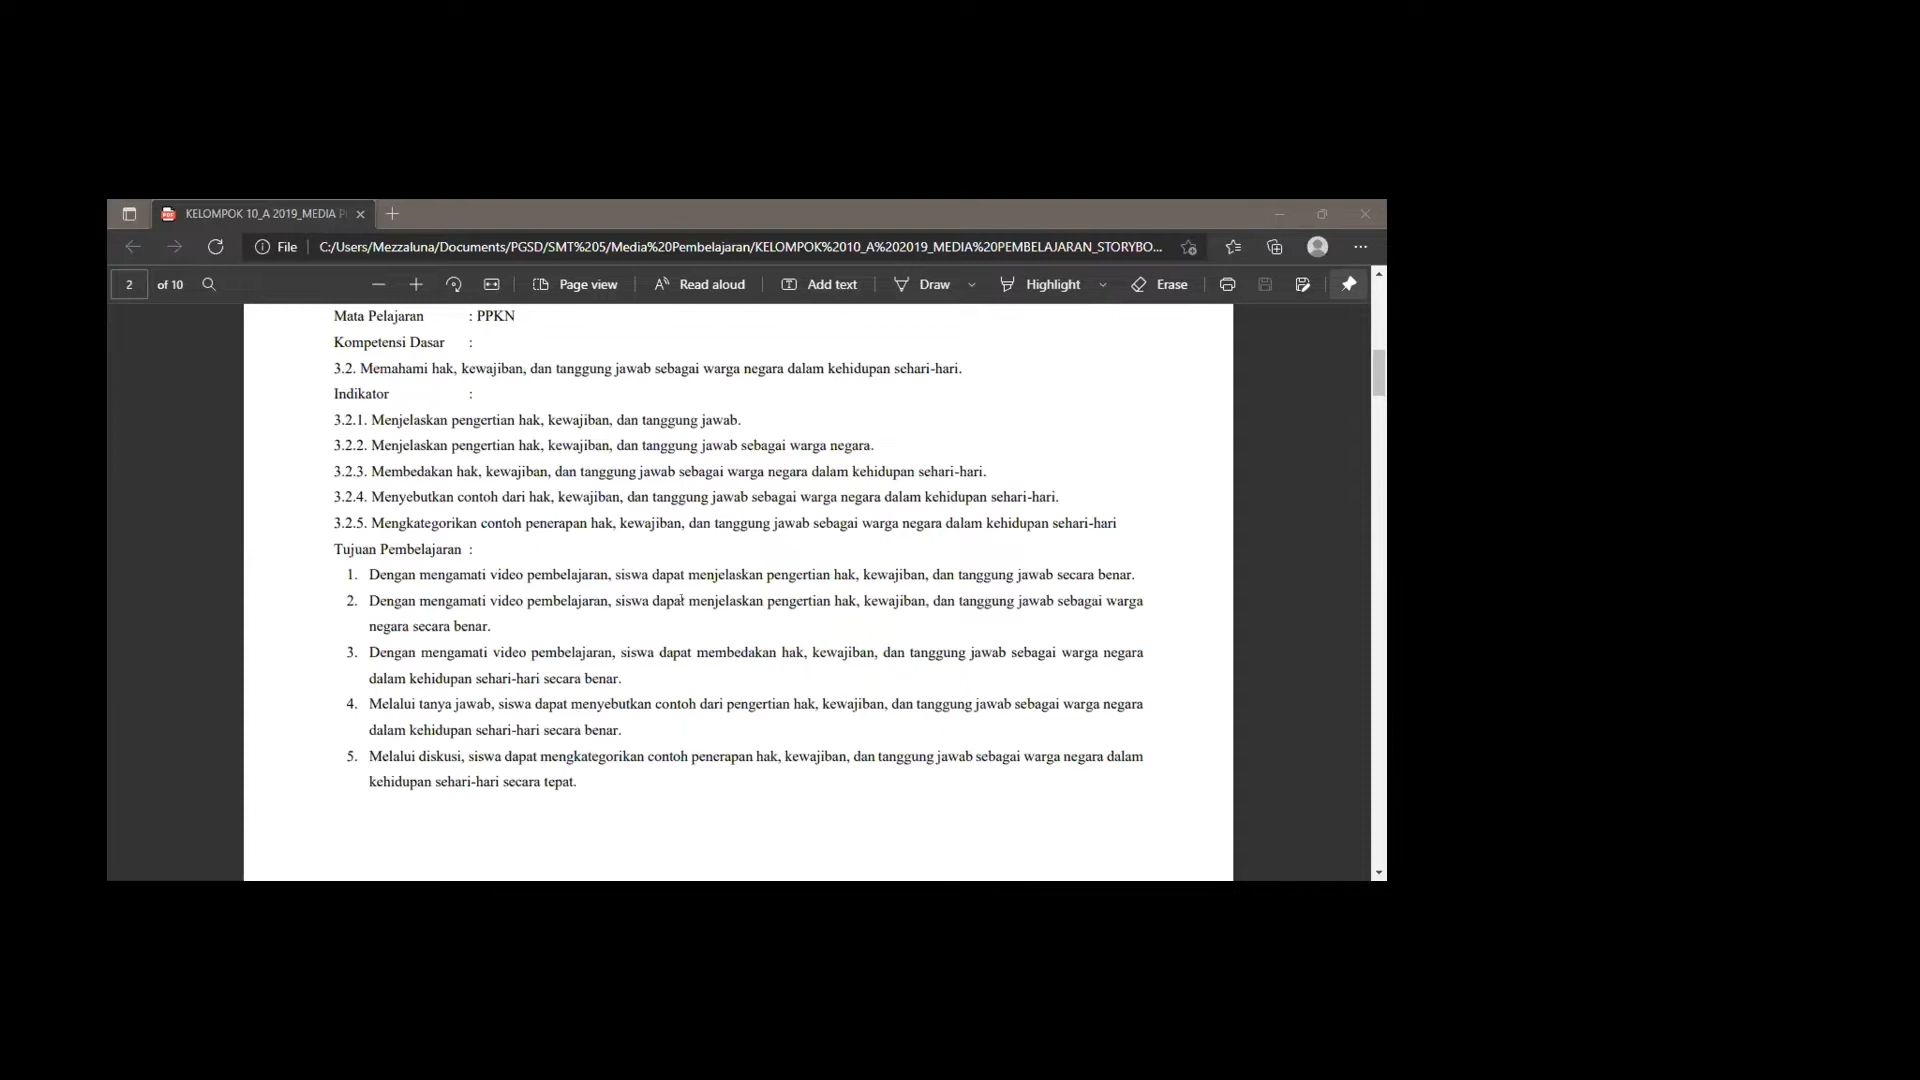 KELOMPOK 10_A 2019_MEDIA P
File C:/Users/Mezzaluna/Documents/PGSD/SMT%205/Media%20Pembelajaran/KELOMPOK%2010_A%202019_MEDIA%20PEMBELAJARAN_STORYBO...
2 of 10 Page view Read aloud Add text Draw Highlight Erase
Mata Pelajaran : PPKN
Kompetensi Dasar :
3.2. Memahami hak, kewajiban, dan tanggung jawab sebagai warga negara dalam kehidupan sehari-hari.
Indikator :
3.2.1. Menjelaskan pengertian hak, kewajiban, dan tanggung jawab.
3.2.2. Menjelaskan pengertian hak, kewajiban, dan tanggung jawab sebagai warga negara.
3.2.3. Membedakan hak, kewajiban, dan tanggung jawab sebagai warga negara dalam kehidupan sehari-hari.
3.2.4. Menyebutkan contoh dari hak, kewajiban, dan tanggung jawab sebagai warga negara dalam kehidupan sehari-hari.
3.2.5. Mengkategorikan contoh penerapan hak, kewajiban, dan tanggung jawab sebagai warga negara dalam kehidupan sehari-hari
Tujuan Pembelajaran :
1. Dengan mengamati video pembelajaran, siswa dapat menjelaskan pengertian hak, kewajiban, dan tanggung jawab secara benar.
2. Dengan mengamati video pembelajaran, siswa dapat menjelaskan pengertian hak, kewajiban, dan tanggung jawab sebagai warga
negara secara benar.
3. Dengan mengamati video pembelajaran, siswa dapat membedakan hak, kewajiban, dan tanggung jawab sebagai warga negara
dalam kehidupan sehari-hari secara benar.
4. Melalui tanya jawab, siswa dapat menyebutkan contoh dari pengertian hak, kewajiban, dan tanggung jawab sebagai warga negara
dalam kehidupan sehari-hari secara benar.
5. Melalui diskusi, siswa dapat mengkategorikan contoh penerapan hak, kewajiban, dan tanggung jawab sebagai warga negara dalam
kehidupan sehari-hari secara tepat.